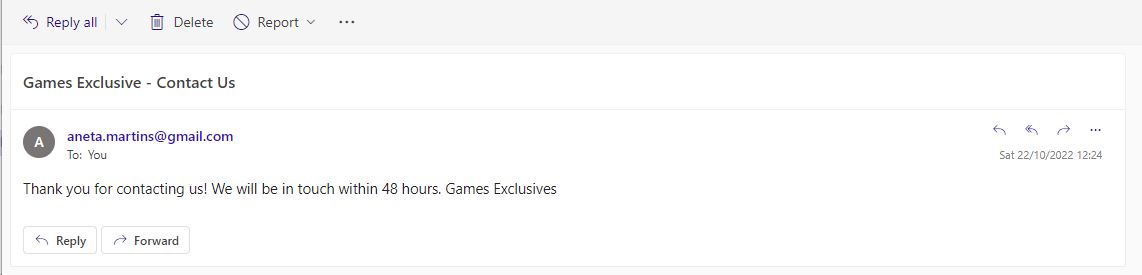 Reply all Delete Report ...
Games Exclusive - Contact Us
A aneta.martins@gmail.com ...
To: You Sat 22/10/2022 12:24
Thank you for contacting us! We will be in touch within 48 hours. Games Exclusives
Reply Forward